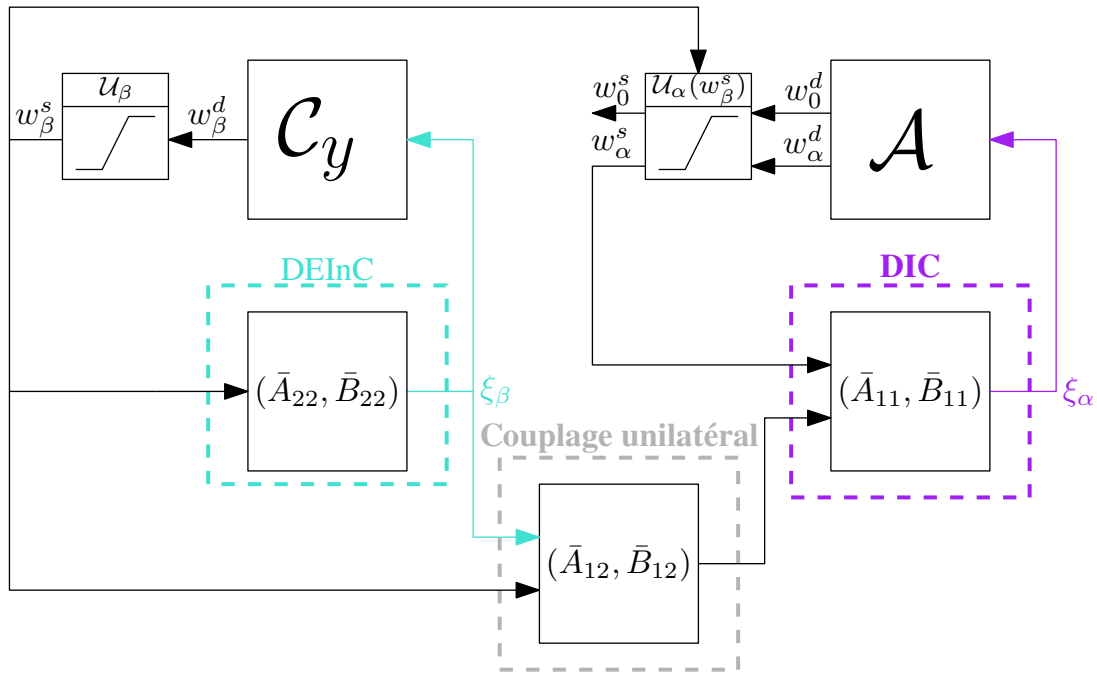 𝒰_β
𝒰_α(w_β^s)
w_β^s
w_β^d
𝒞_y
w_0^s
w_0^d
w_α^s
w_α^d
𝒜
DEInC
DIC
(Ā_22, B̄_22)
ξ_β
(Ā_11, B̄_11)
ξ_α
Couplage unilatéral
(Ā_12, B̄_12)